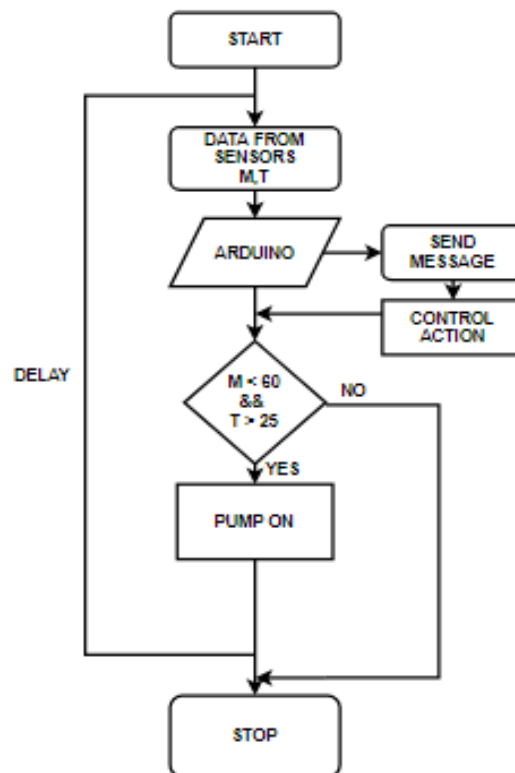 START
DATA FROM
SENSORS
M,T
ARDUINO
SEND
MESSAGE
CONTROL
ACTION
DELAY
M < 60
&&
T > 25
NO
YES
PUMP ON
STOP